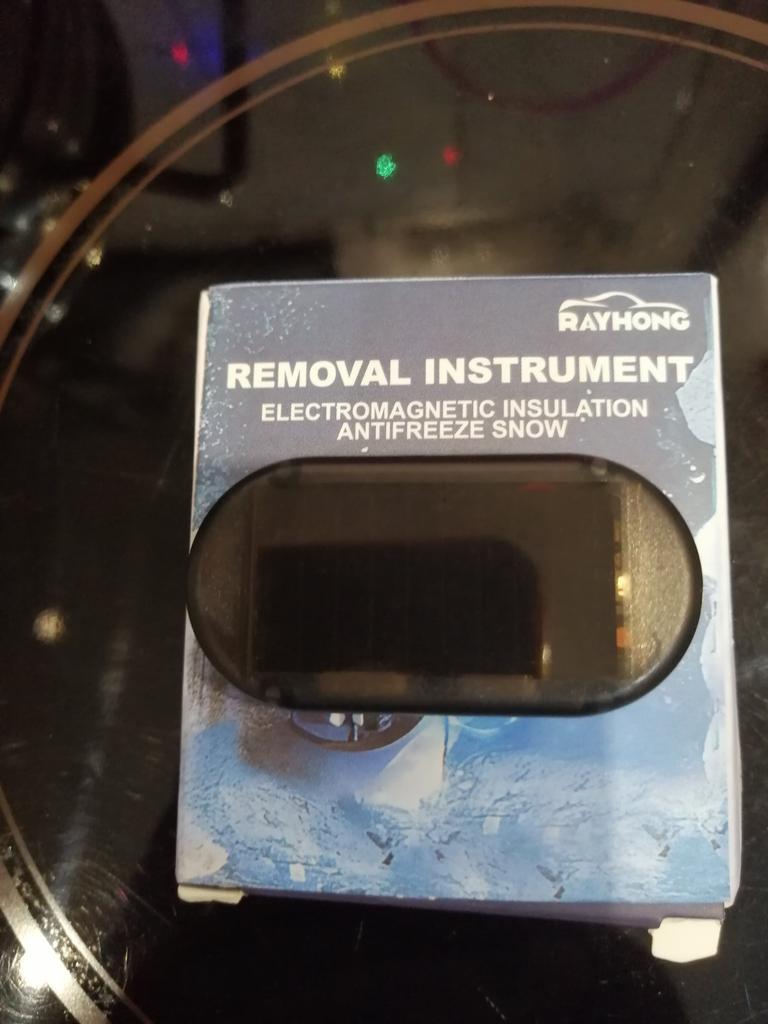 RAYHONG
REMOVAL INSTRUMENT
ELECTROMAGNETIC INSULATION
ANTIFREEZE SNOW